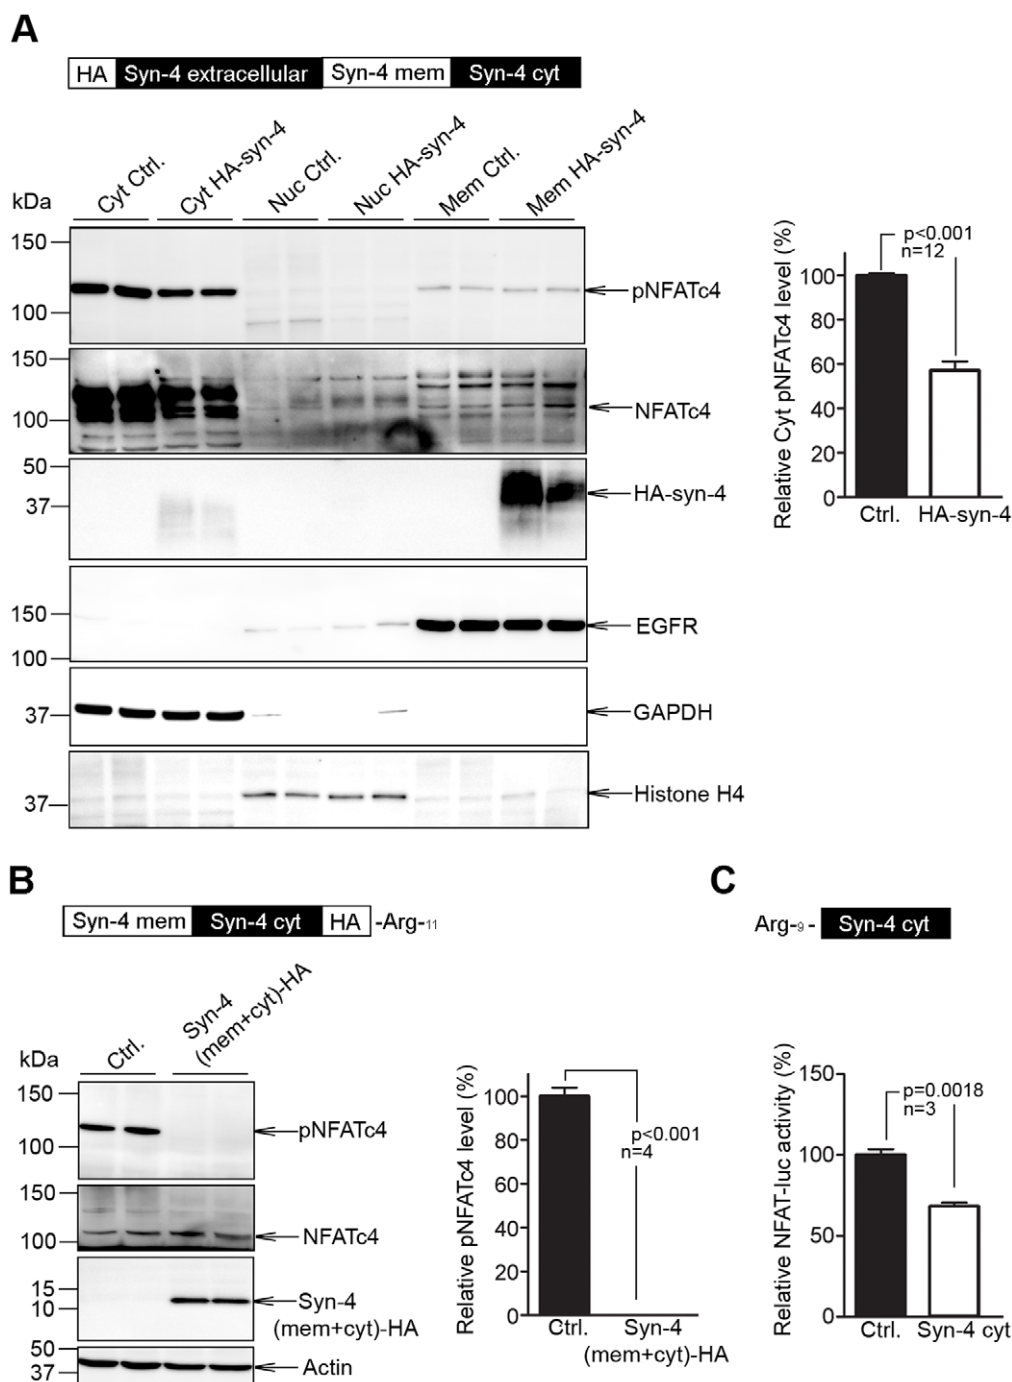 A
HA Syn-4 extracellular Syn-4 mem Syn-4 cyt
kDa
Cyt Ctrl.
Cyt HA-syn-4
Nuc Ctrl.
Nuc HA-syn-4
Mem Ctrl.
Mem HA-syn-4
150
100
pNFATc4
150
100
NFATc4
50
37
HA-syn-4
150
100
EGFR
37
GAPDH
37
Histone H4
Relative Cyt pNFATc4 level (%)
p<0.001
n=12
100
80
60
40
20
0
Ctrl. HA-syn-4
B
Syn-4 mem Syn-4 cyt HA -Arg-11
kDa
Ctrl.
Syn-4
(mem+cyt)-HA
150
100
pNFATc4
150
100
NFATc4
15
10
Syn-4
(mem+cyt)-HA
50
37
Actin
Relative pNFATc4 level (%)
100
80
60
40
20
0
p<0.001
n=4
Ctrl. Syn-4
(mem+cyt)-HA
C
Arg-9- Syn-4 cyt
Relative NFAT-luc activity (%)
150
100
50
0
p=0.0018
n=3
Ctrl. Syn-4 cyt